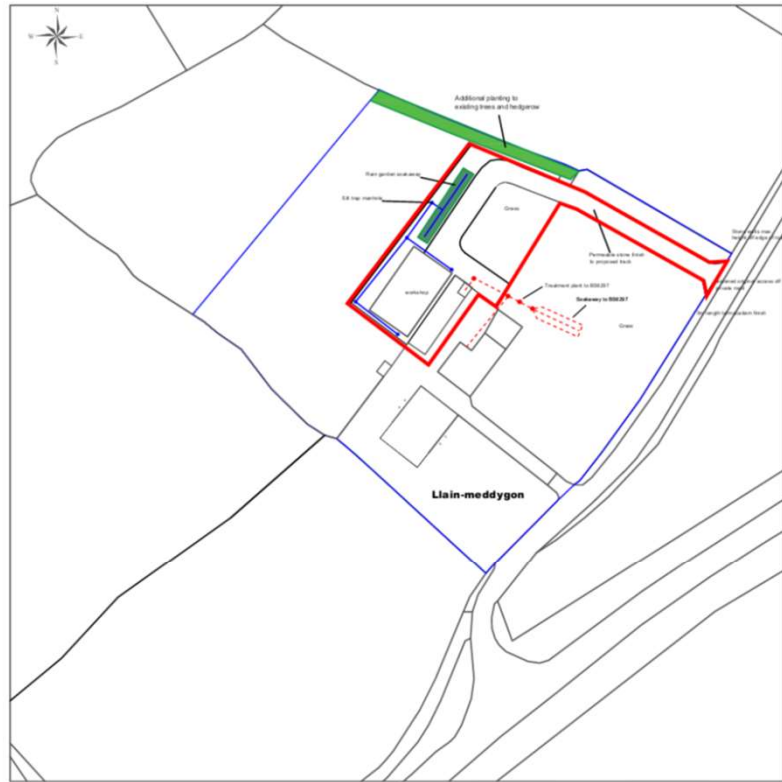 N
W E
S
Additional planting to
existing trees and hedgerow
Rain garden soakaway
Silt trap manhole
Grass
Permeable stone finish
to proposed track
workshop
Treatment plant to BS6297
Soakaway to BS6297
Grass
Llain-meddygon